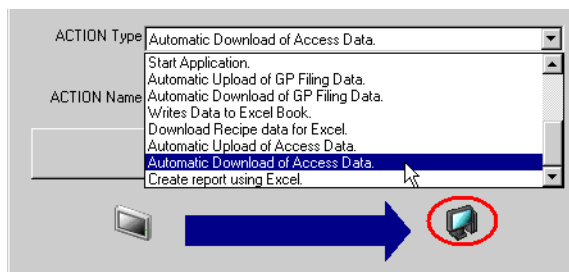 ACTION Type Automatic Download of Access Data.
Start Application.
Automatic Upload of GP Filing Data.
Automatic Download of GP Filing Data.
ACTION Name Writes Data to Excel Book.
Download Recipe data for Excel.
Automatic Upload of Access Data.
Automatic Download of Access Data.
Create report using Excel.